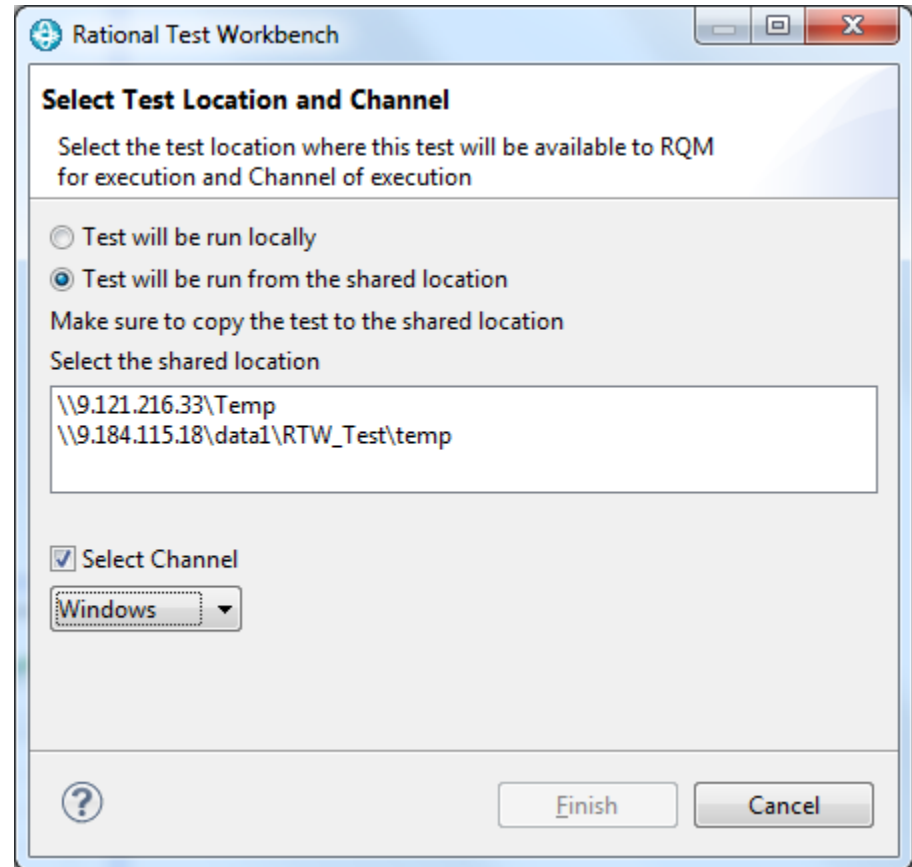 Rational Test Workbench
Select Test Location and Channel
Select the test location where this test will be available to RQM
for execution and Channel of execution
Test will be run locally
Test will be run from the shared location
Make sure to copy the test to the shared location
Select the shared location
\\9.121.216.33\Temp
\\9.184.115.18\data1\RTW_Test\temp
Select Channel
Windows
?
Finish
Cancel